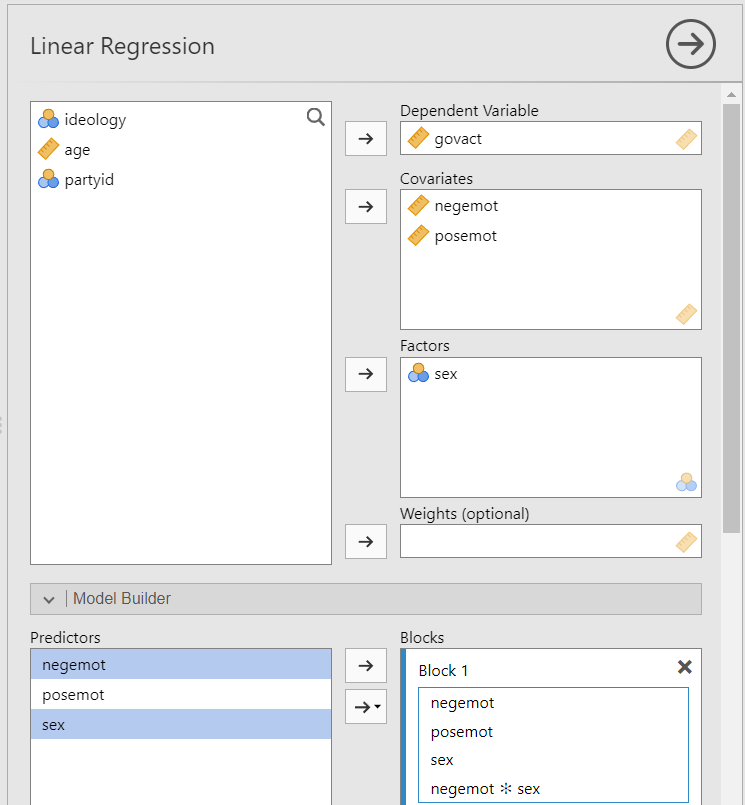 Linear Regression
ideology
age
partyid
Dependent Variable
govact
Covariates
negemot
posemot
Factors
sex
Weights (optional)
Model Builder
Predictors
negemot
posemot
sex
Blocks
Block 1
negemot
posemot
sex
negemot ✻ sex